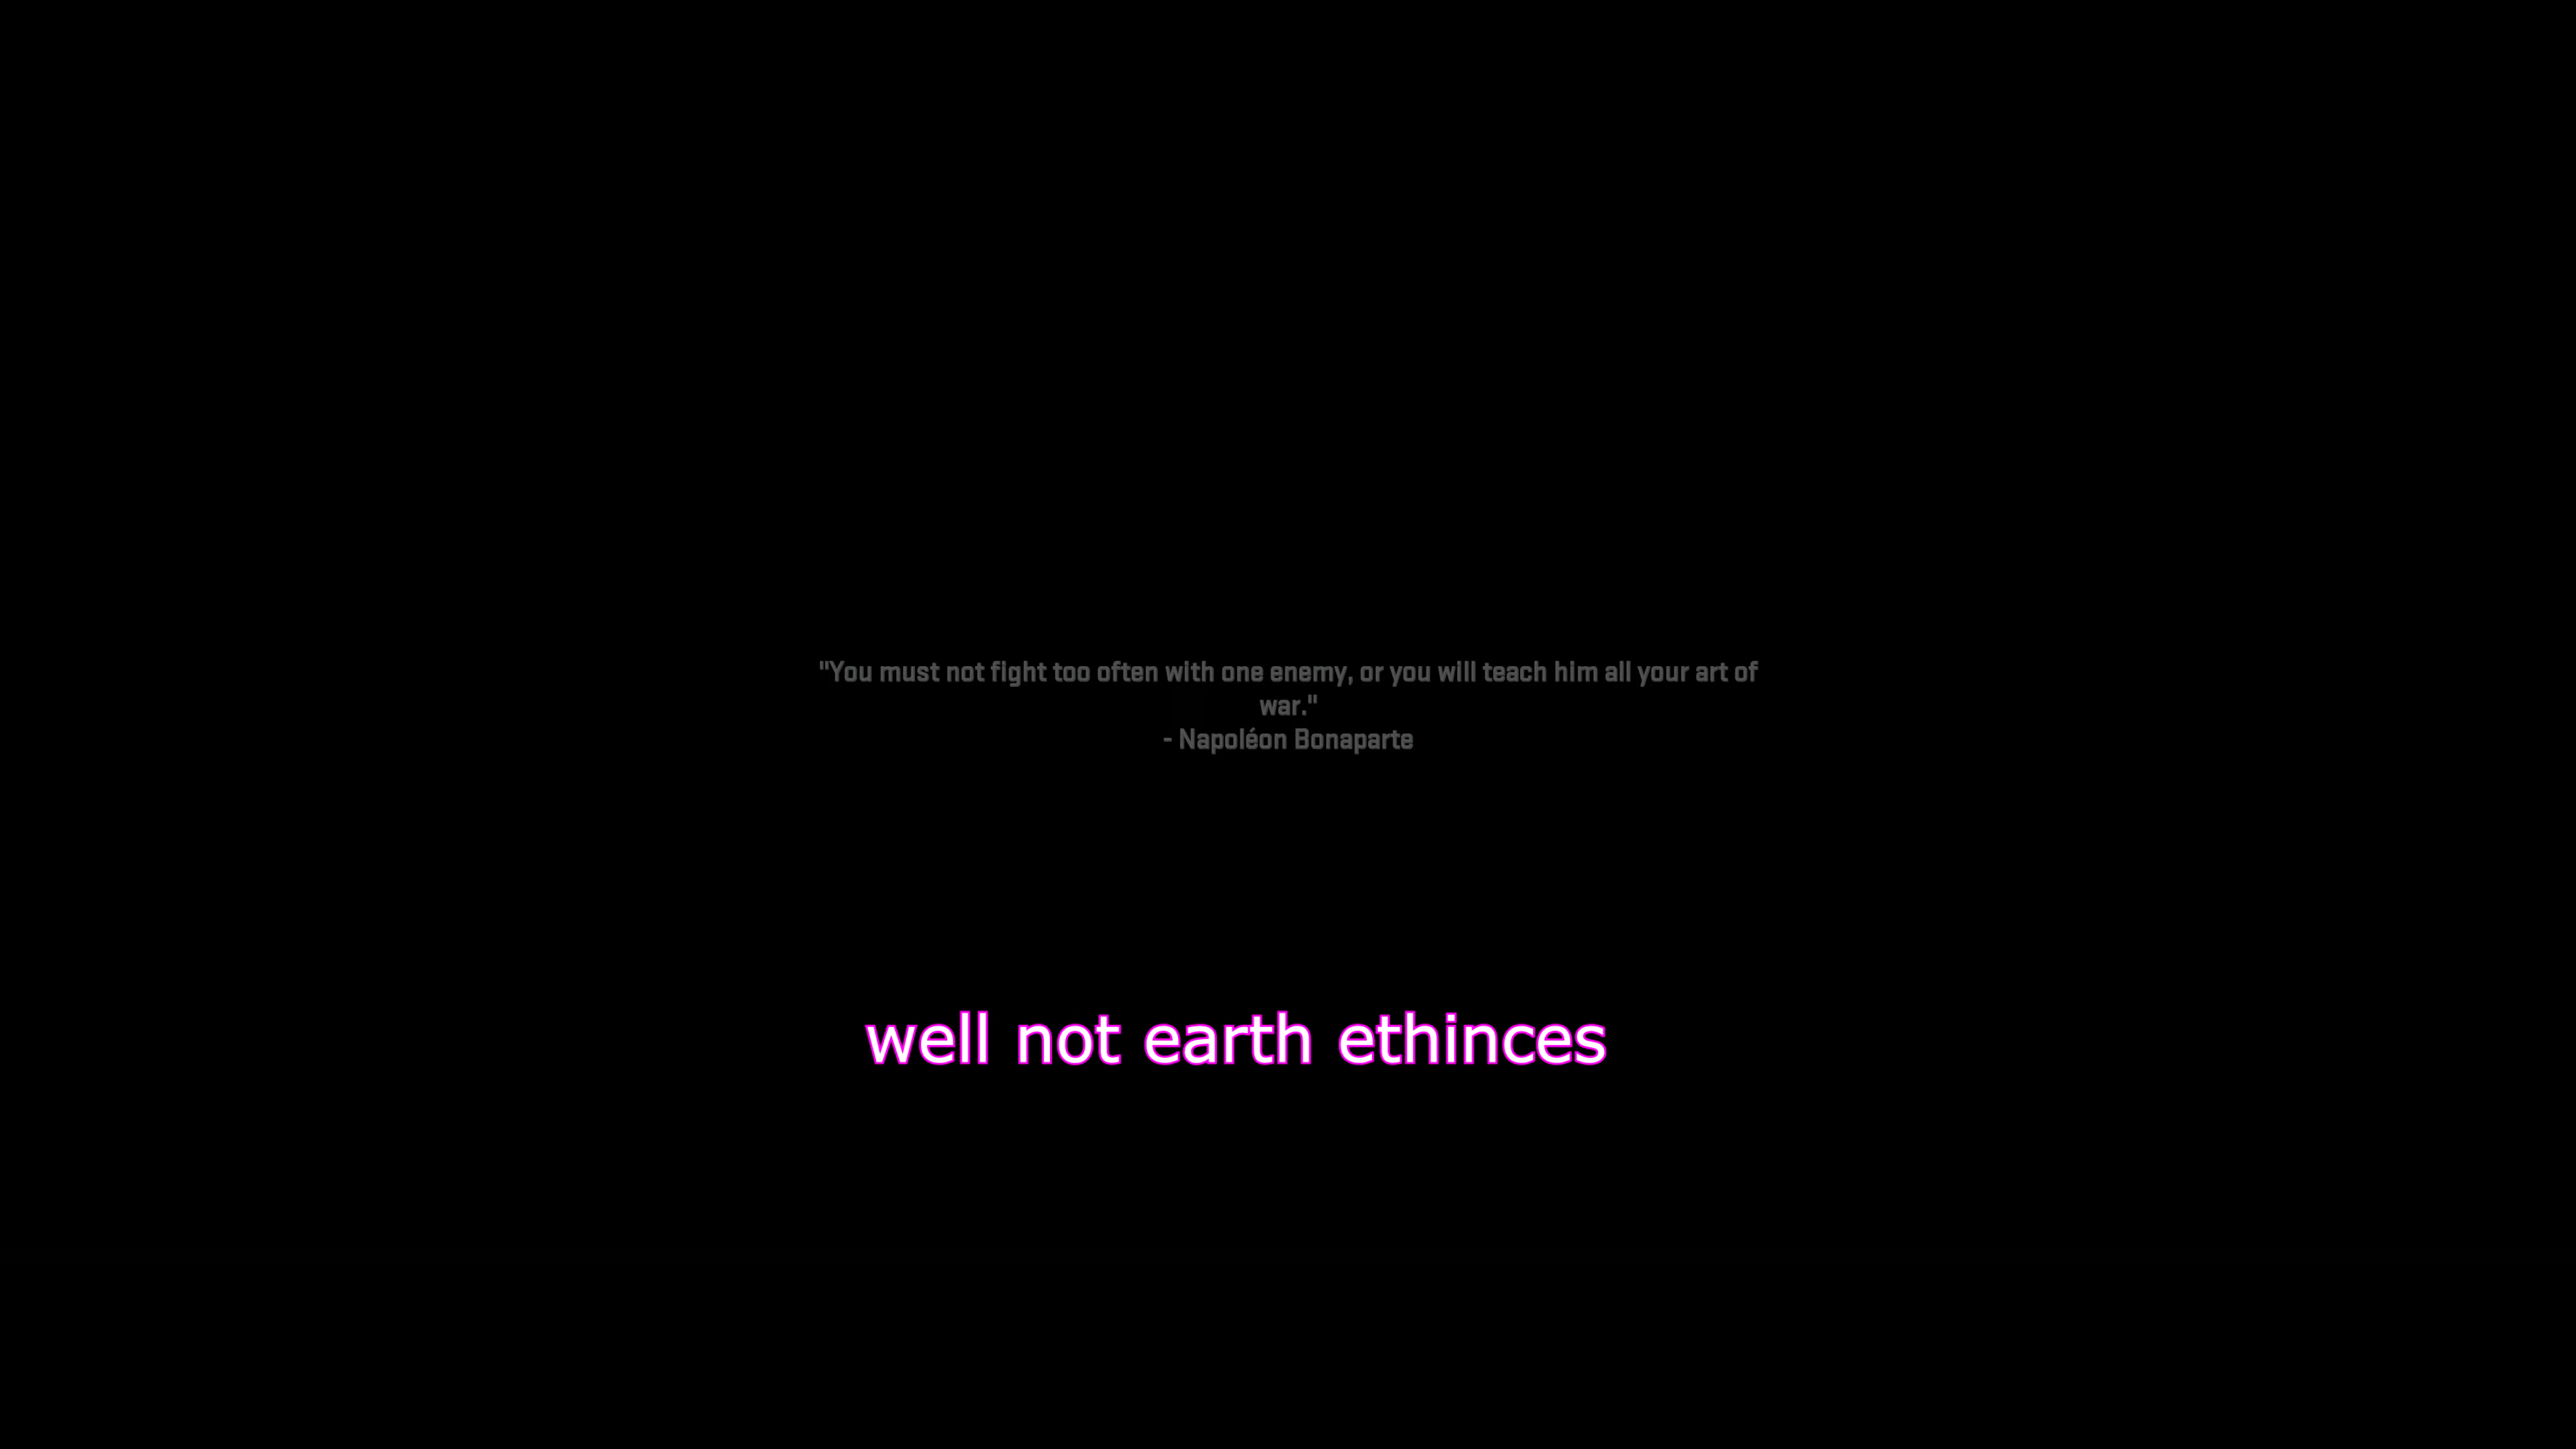 "You must not fight too often with one enemy, or you will teach him all your art of
war."
- Napoléon Bonaparte
well not earth ethinces